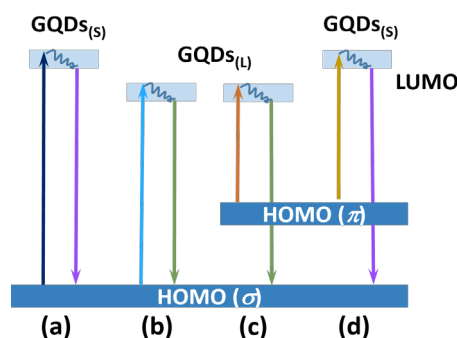 GQDs(S)
GQDs(S)
GQDs(L)
LUMO
HOMO (π)
HOMO (σ)
(a) (b) (c) (d)